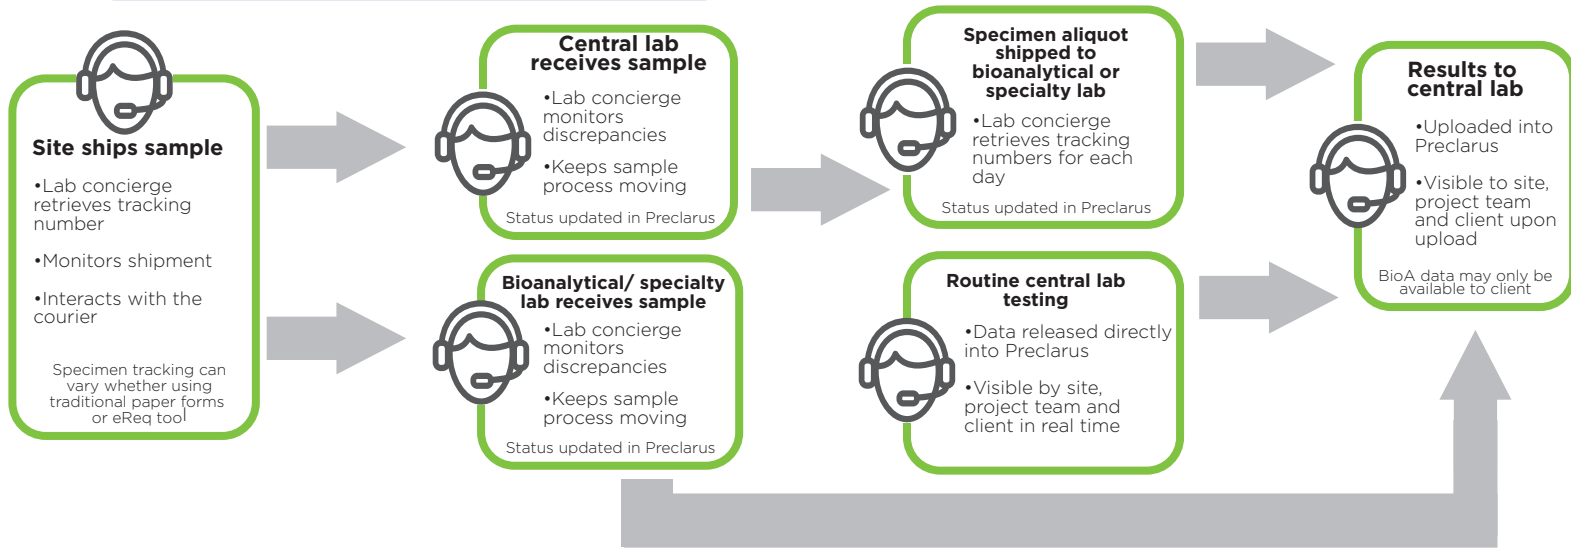 Site ships sample
•Lab concierge
retrieves tracking
number
•Monitors shipment
•Interacts with the
courier
Specimen tracking can
vary whether using
traditional paper forms
or eReq tool
Central lab
receives sample
•Lab concierge
monitors
discrepancies
•Keeps sample
process moving
Status updated in Preclarus
Bioanalytical/ specialty
lab receives sample
•Lab concierge
monitors
discrepancies
•Keeps sample
process moving
Status updated in Preclarus
Specimen aliquot
shipped to
bioanalytical or
specialty lab
•Lab concierge
retrieves tracking
numbers for each
day
Status updated in Preclarus
Routine central lab
testing
•Data released directly
into Preclarus
•Visible by site,
project team and
client in real time
Results to
central lab
•Uploaded into
Preclarus
•Visible to site,
project team
and client upon
upload
BioA data may only be
available to client